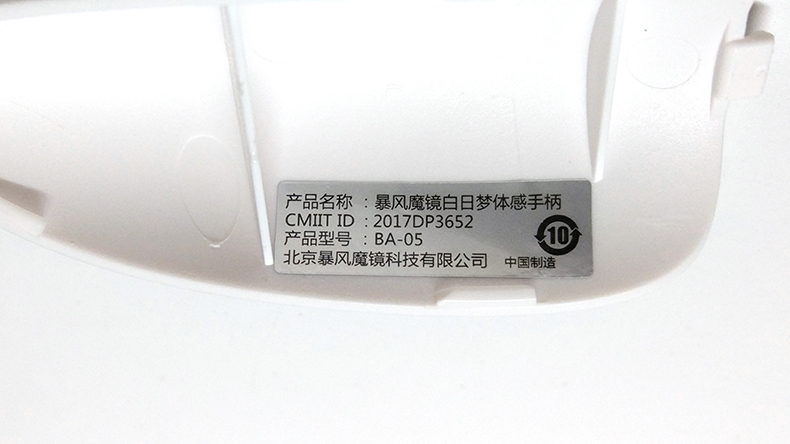 产品名称：暴风魔镜白日梦体感手柄
CMIIT ID：2017DP3652
产品型号：BA-05
10
北京暴风魔镜科技有限公司 中国制造